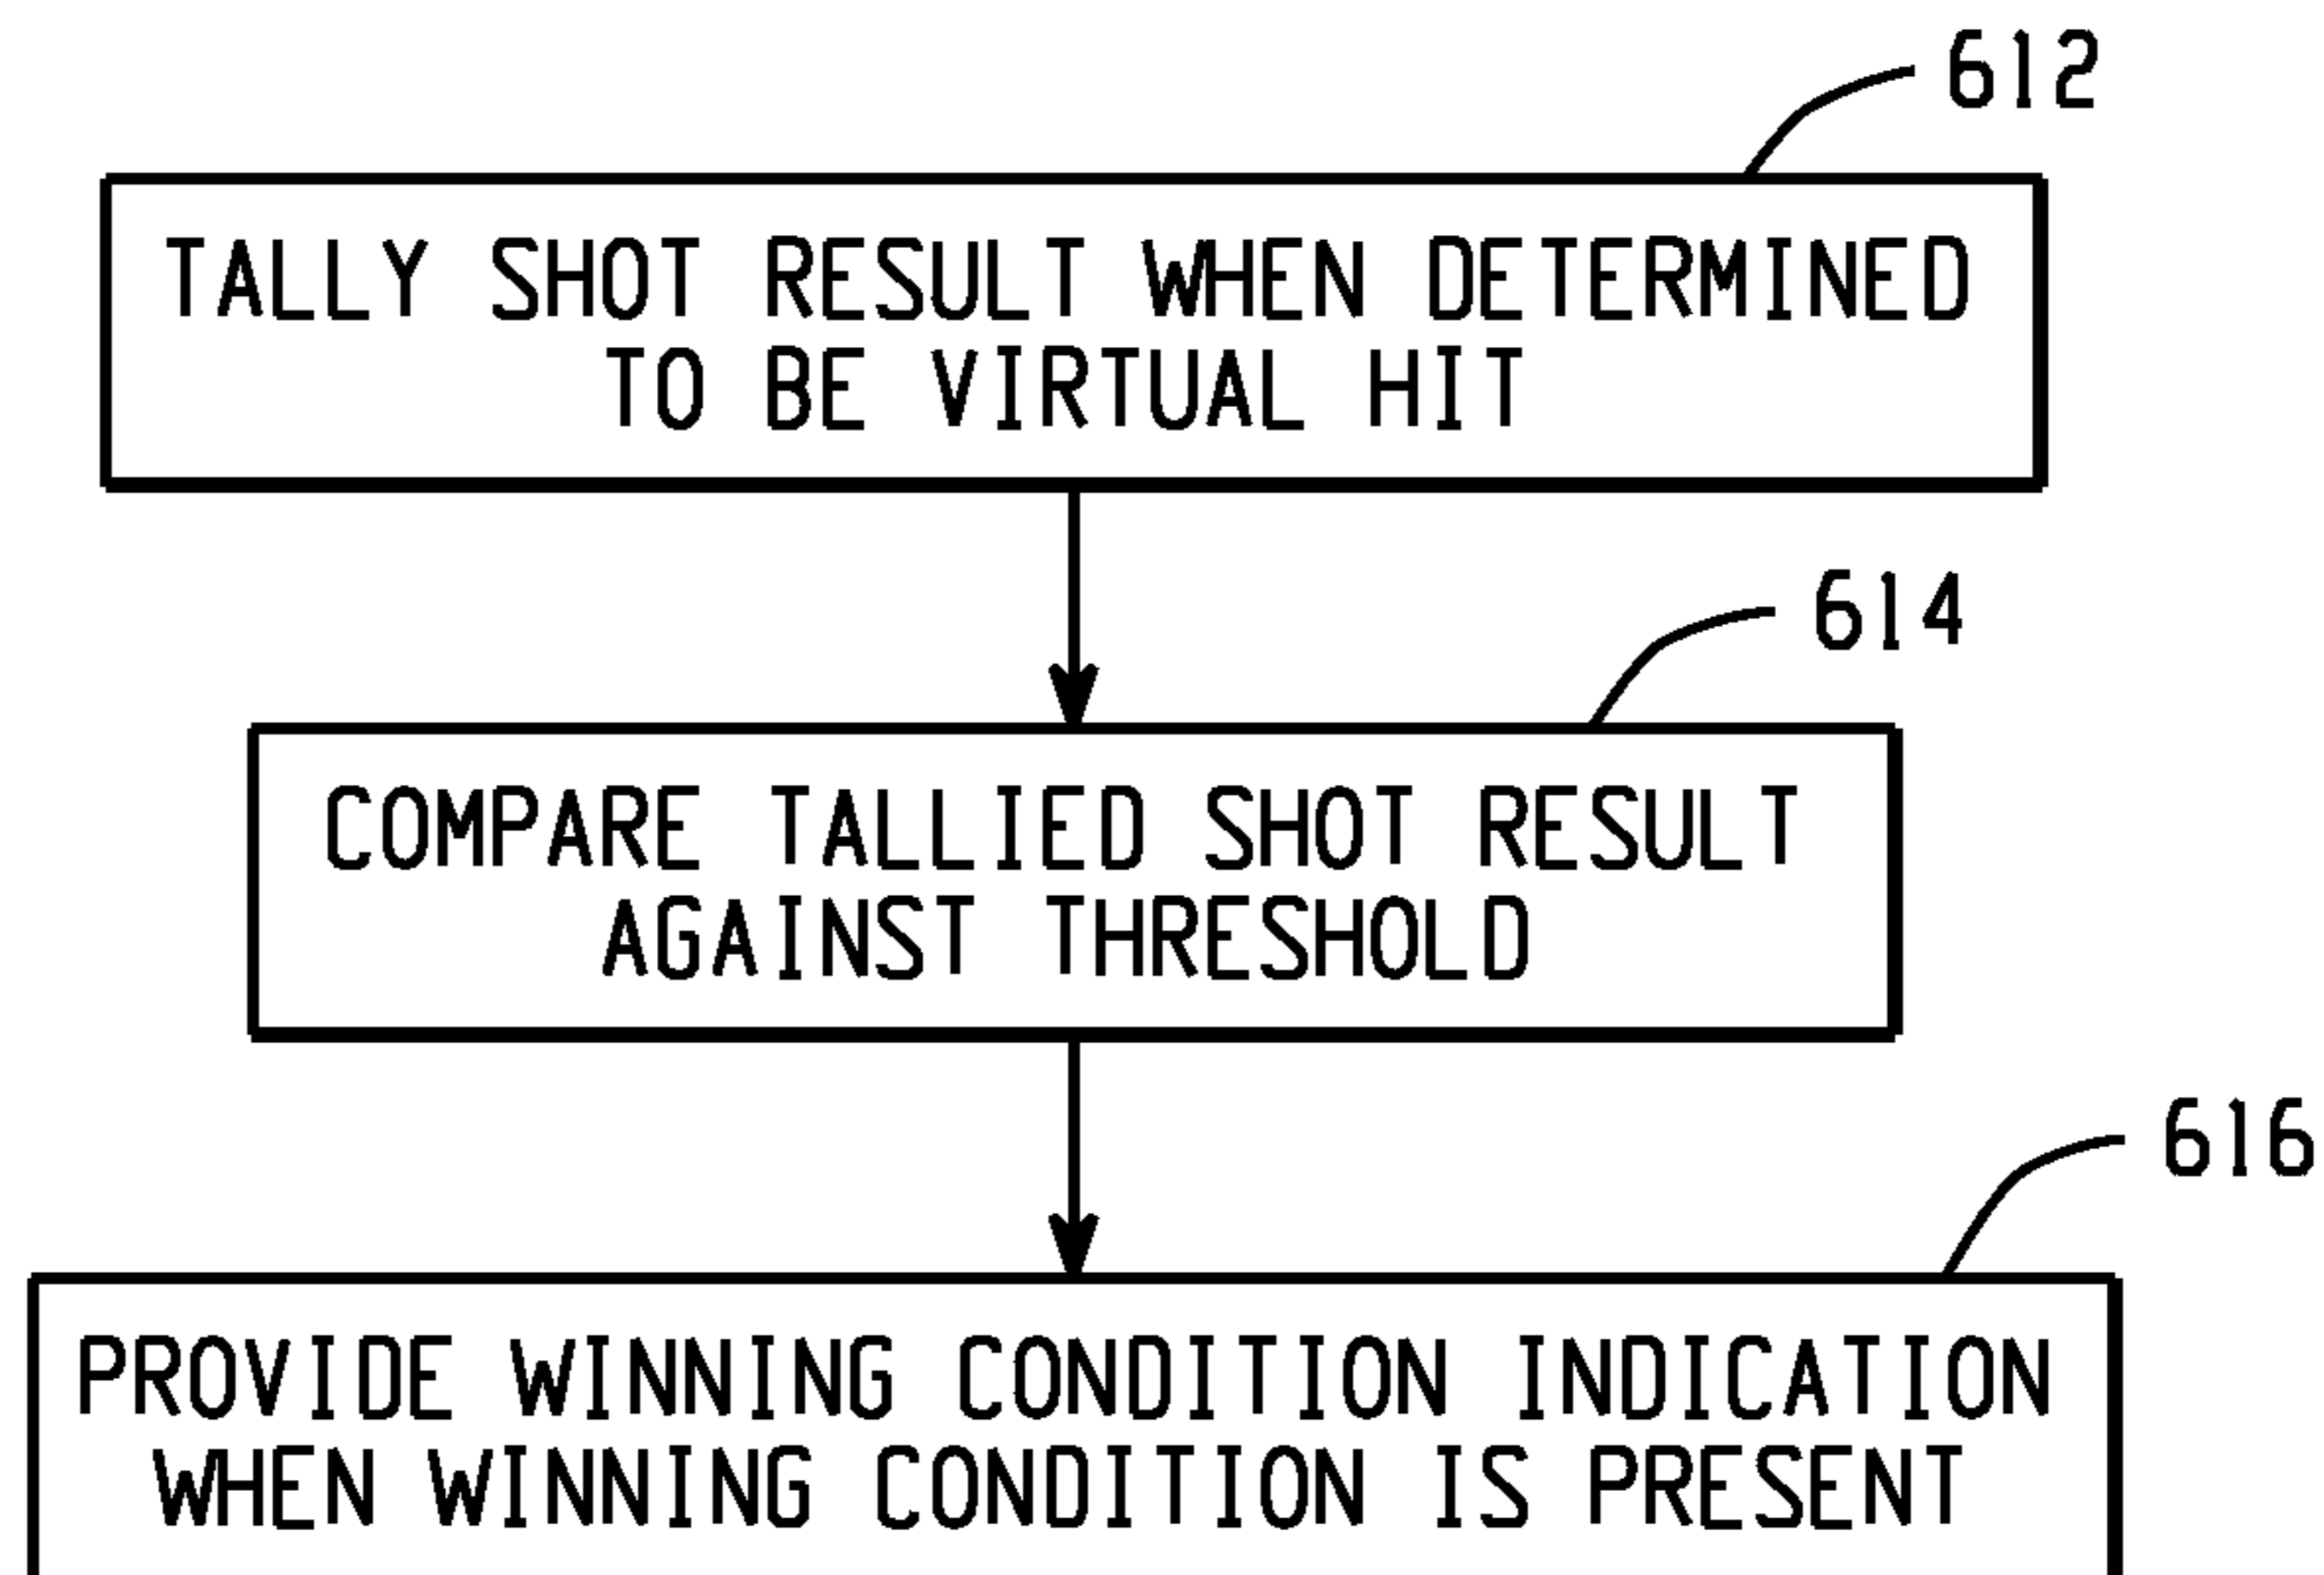 612
TALLY SHOT RESULT WHEN DETERMINED
TO BE VIRTUAL HIT
614
COMPARE TALLIED SHOT RESULT
AGAINST THRESHOLD
616
PROVIDE WINNING CONDITION INDICATION
WHEN WINNING CONDITION IS PRESENT